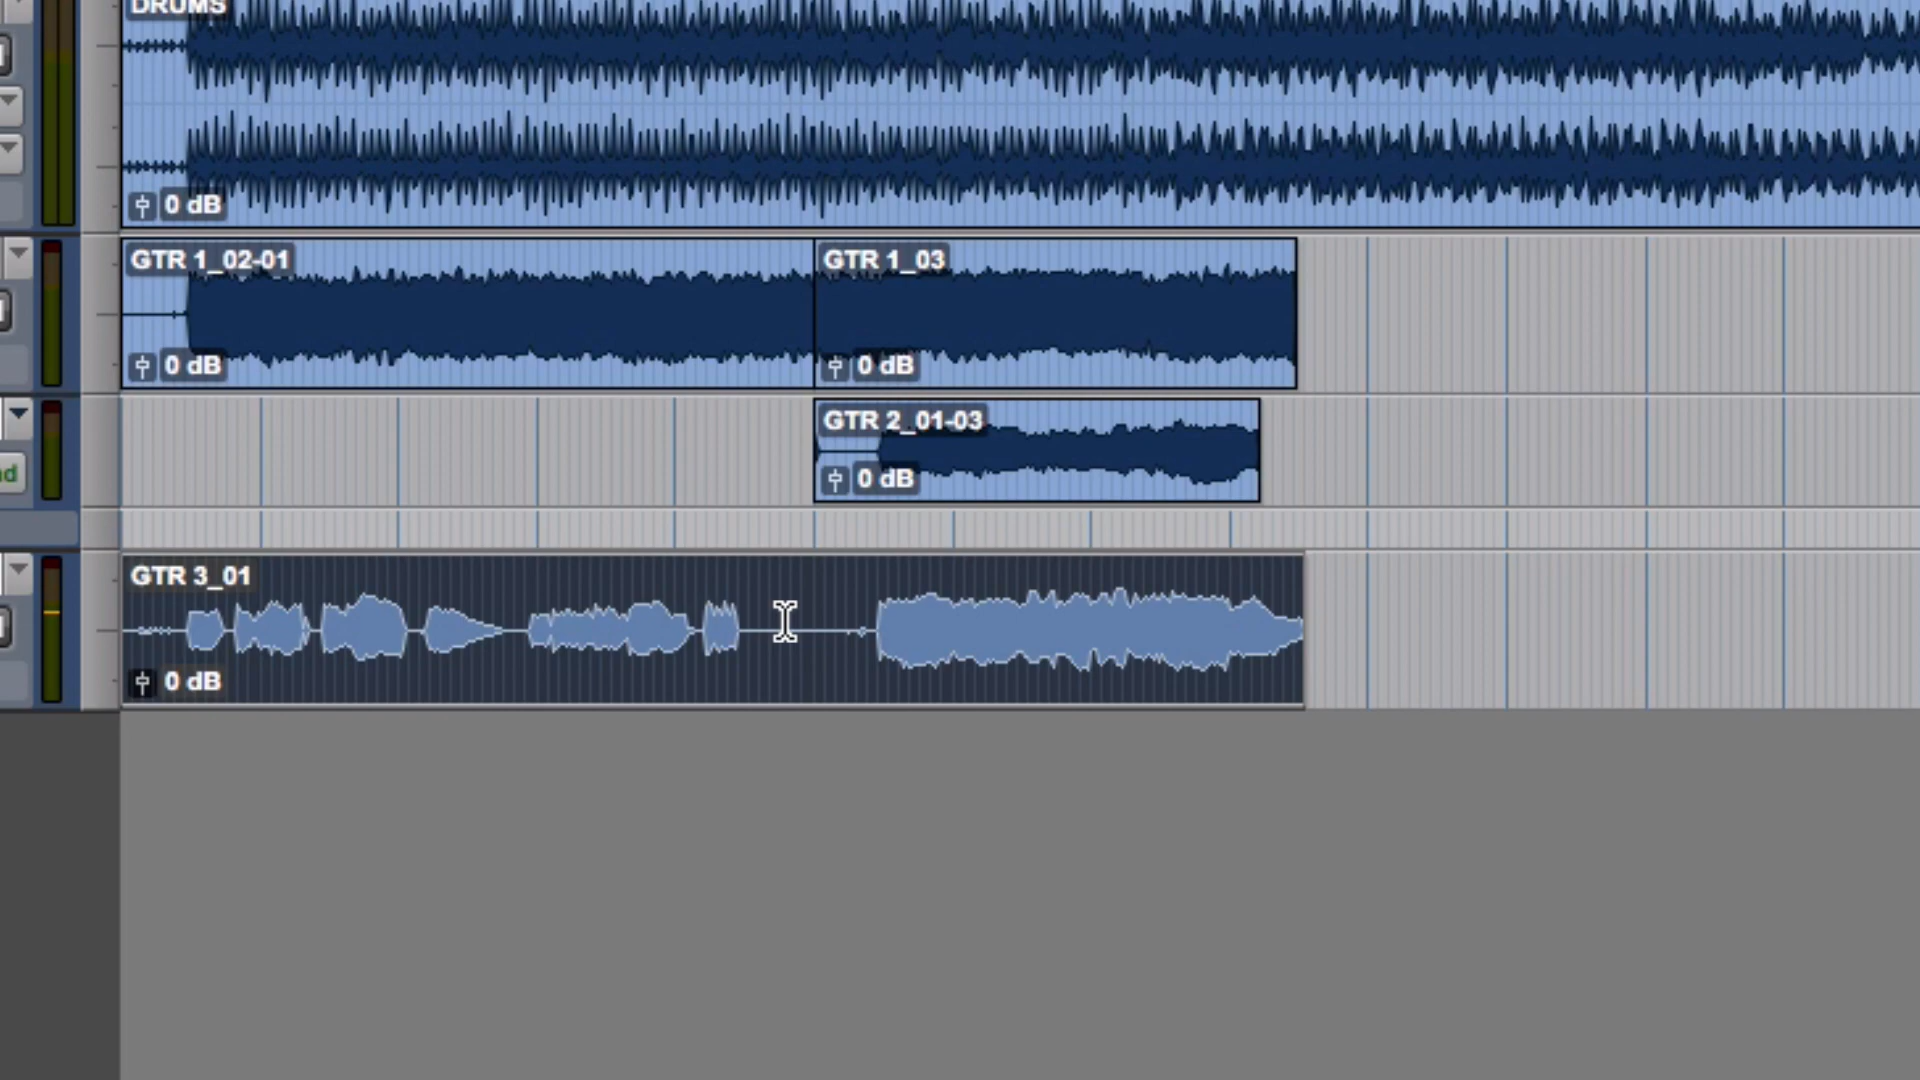 DRUMS
0 dB
GTR 1_02-01
GTR 1_03
0 dB
0 dB
GTR 2_01-03
0 dB
GTR 3_01
0 dB